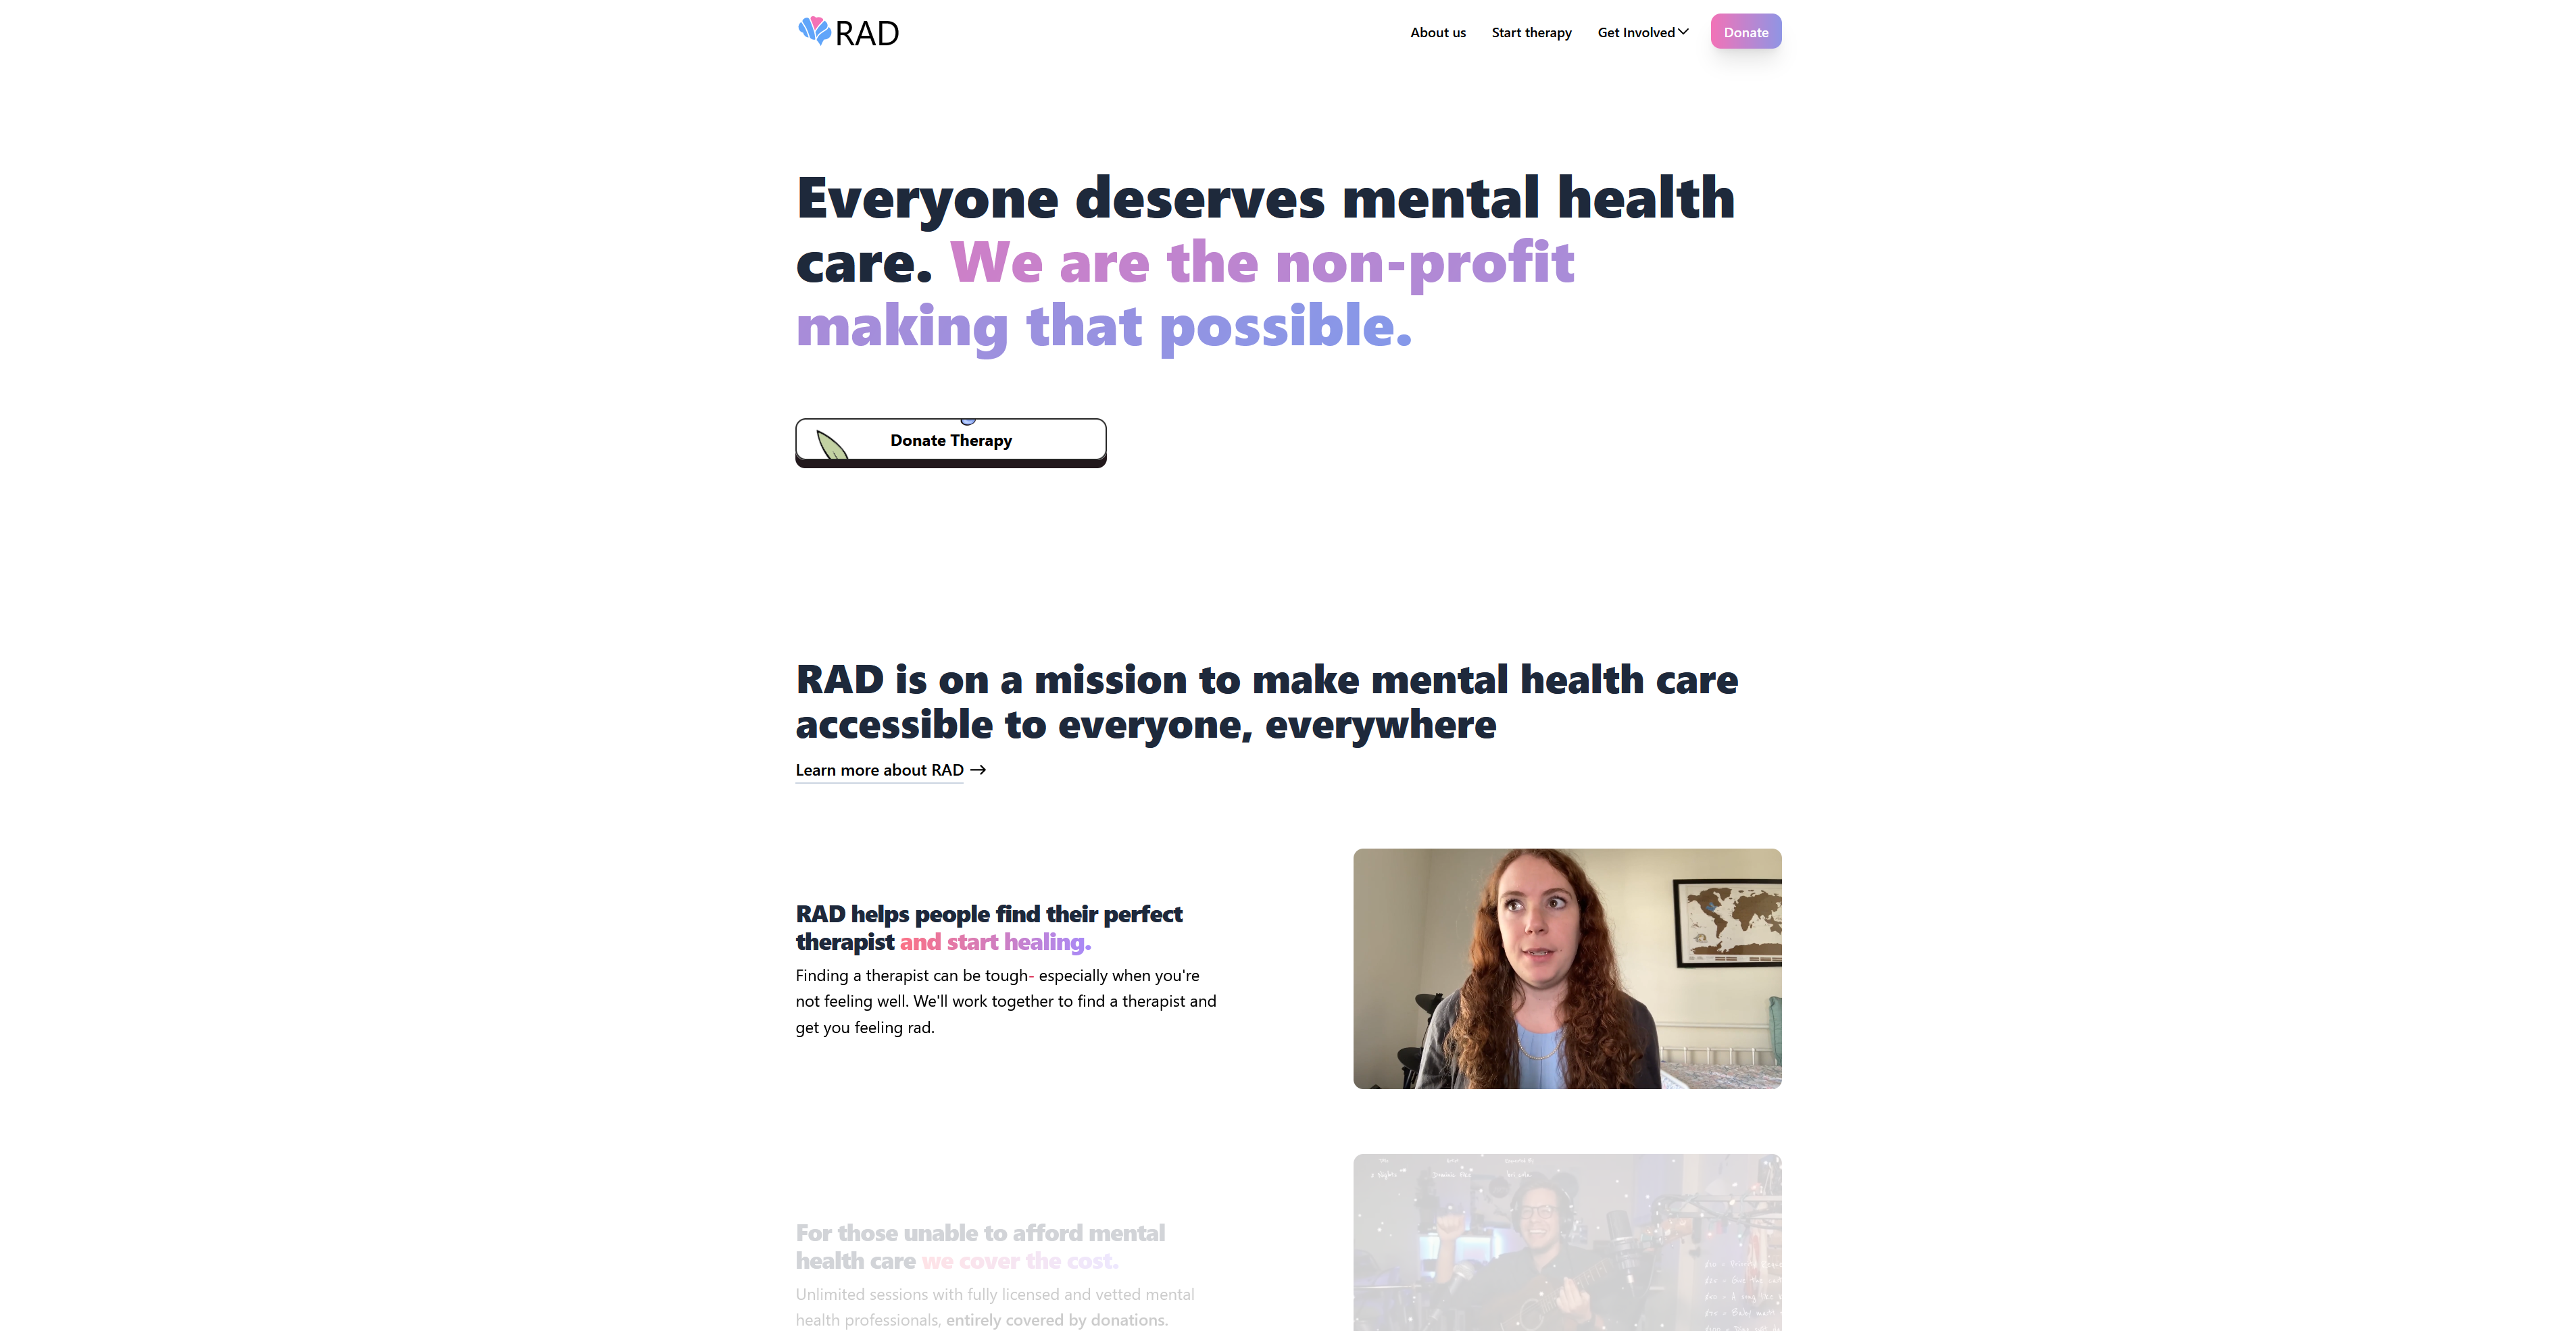 RAD
About us
Start therapy
Get Involved
Donate
Everyone deserves mental health
care. We are the non-profit
making that possible.
Donate Therapy
RAD is on a mission to make mental health care
accessible to everyone, everywhere
Learn more about RAD →
RAD helps people find their perfect
therapist and start healing.
Finding a therapist can be tough- especially when you're
not feeling well. We'll work together to find a therapist and
get you feeling rad.
For those unable to afford mental
health care we cover the cost.
Unlimited sessions with fully licensed and vetted mental
health professionals, entirely covered by donations.